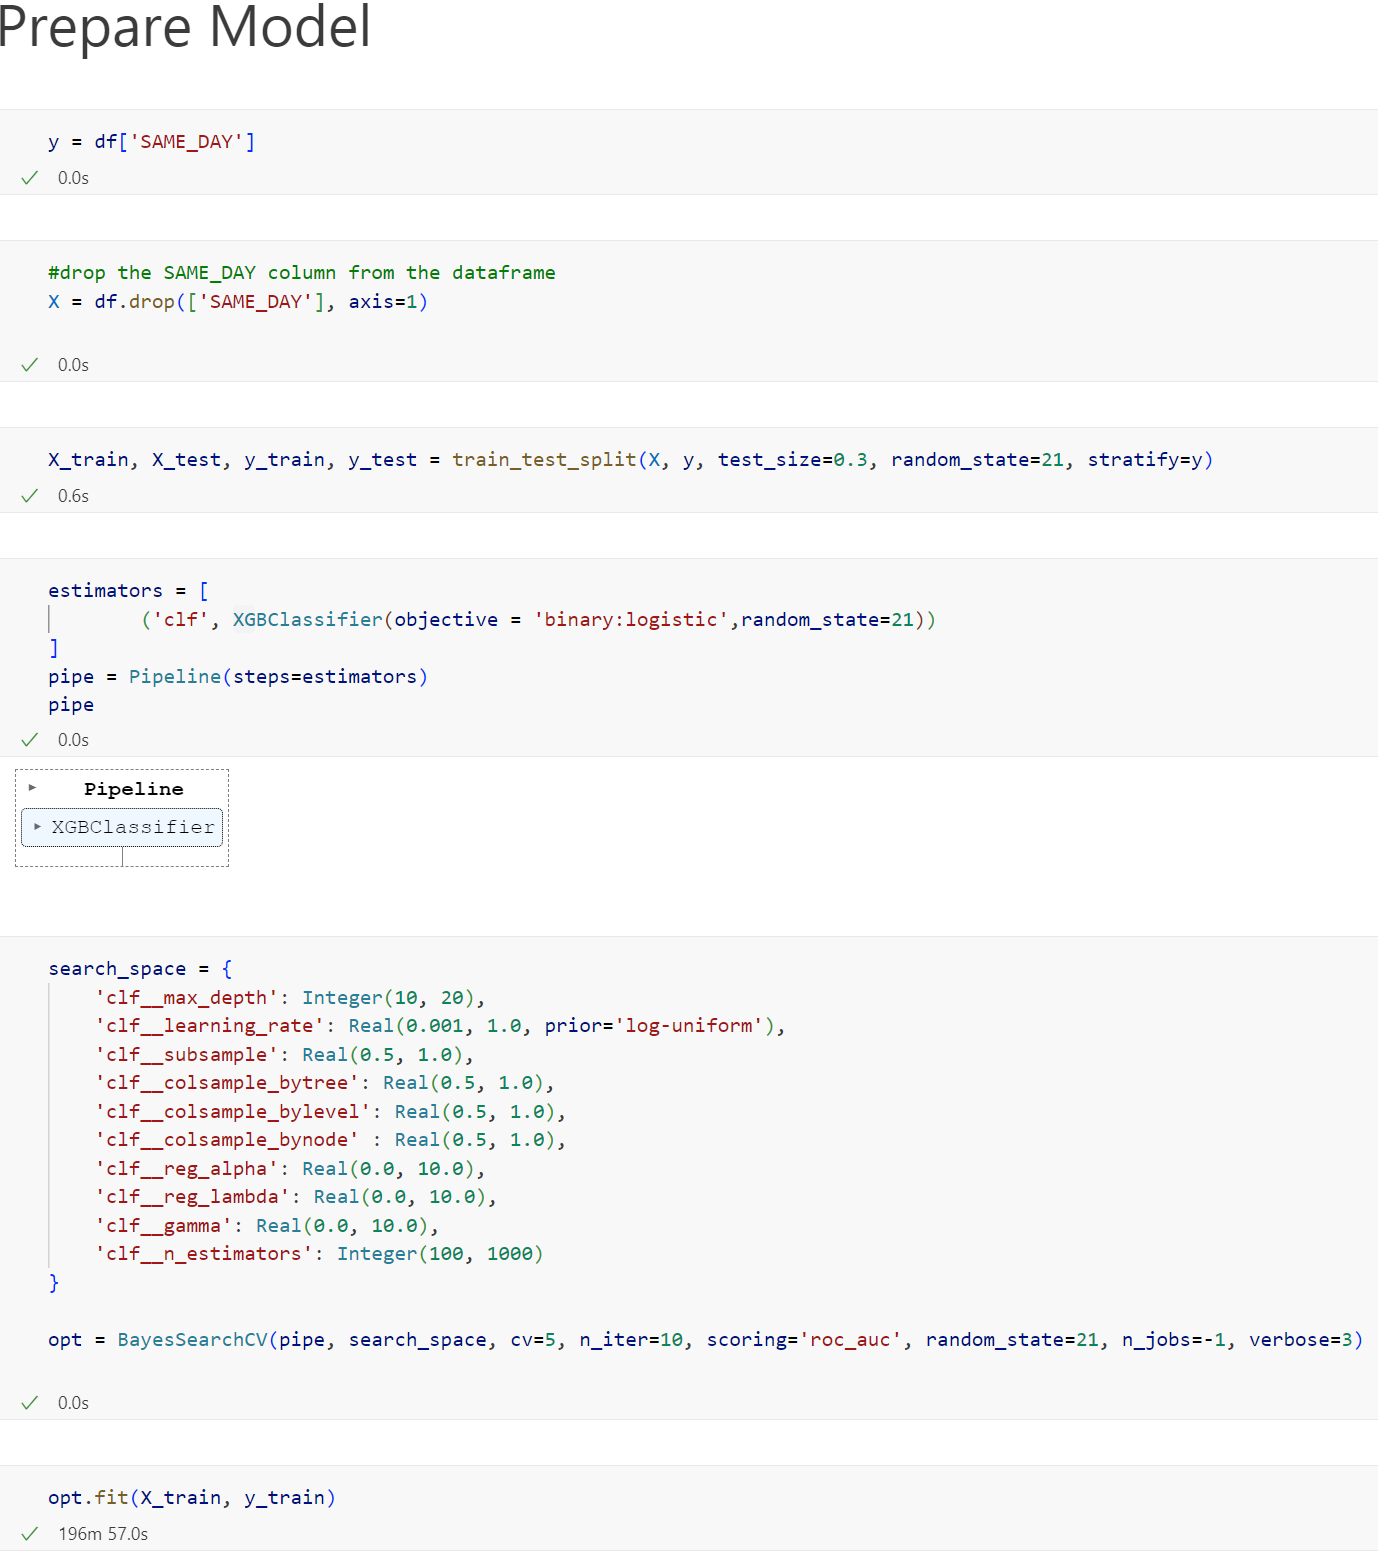 Prepare Model
y = df['SAME_DAY']
0.0s
#drop the SAME_DAY column from the dataframe
X = df.drop(['SAME_DAY'], axis=1)
0.0s
X_train, X_test, y_train, y_test = train_test_split(X, y, test_size=0.3, random_state=21, stratify=y)
0.6s
estimators = [
('clf', XGBClassifier(objective = 'binary:logistic',random_state=21))
]
pipe = Pipeline(steps=estimators)
pipe
0.0s
Pipeline
XGBClassifier
search_space = {
'clf__max_depth': Integer(10, 20),
'clf__learning_rate': Real(0.001, 1.0, prior='log-uniform'),
'clf__subsample': Real(0.5, 1.0),
'clf__colsample_bytree': Real(0.5, 1.0),
'clf__colsample_bylevel': Real(0.5, 1.0),
'clf__colsample_bynode' : Real(0.5, 1.0),
'clf__reg_alpha': Real(0.0, 10.0),
'clf__reg_lambda': Real(0.0, 10.0),
'clf__gamma': Real(0.0, 10.0),
'clf__n_estimators': Integer(100, 1000)
}
opt = BayesSearchCV(pipe, search_space, cv=5, n_iter=10, scoring='roc_auc', random_state=21, n_jobs=-1, verbose=3)
0.0s
opt.fit(X_train, y_train)
196m 57.0s